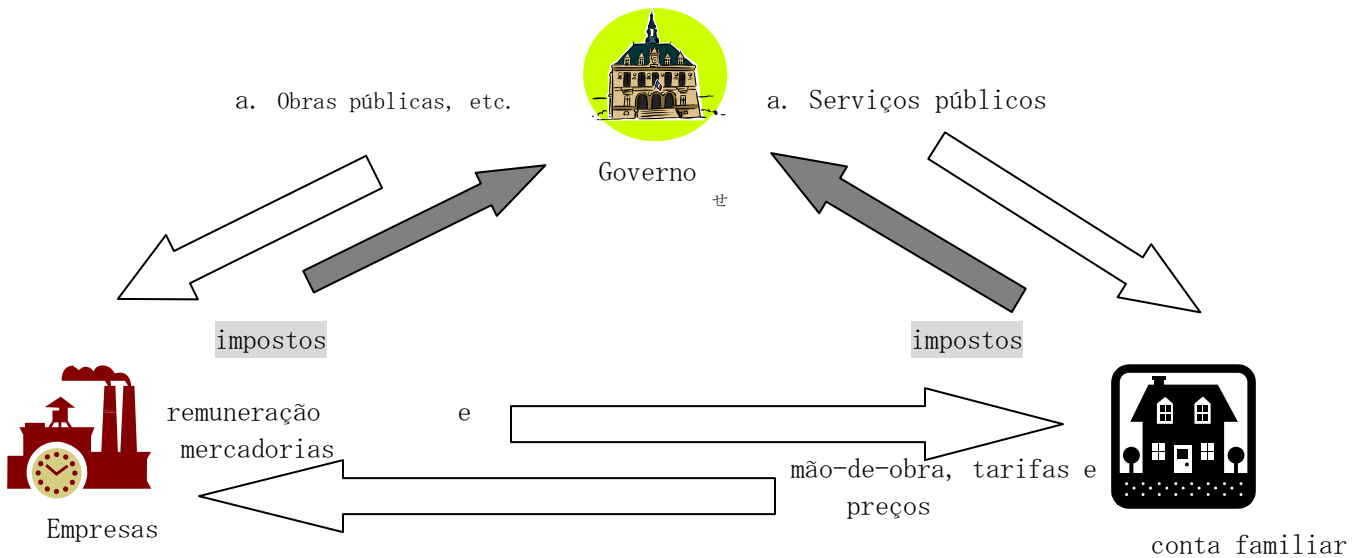 a. Obras públicas, etc.
a. Serviços públicos
Governo
せ
impostos
impostos
remuneração e
mercadorias
mão-de-obra, tarifas e
preços
Empresas
conta familiar